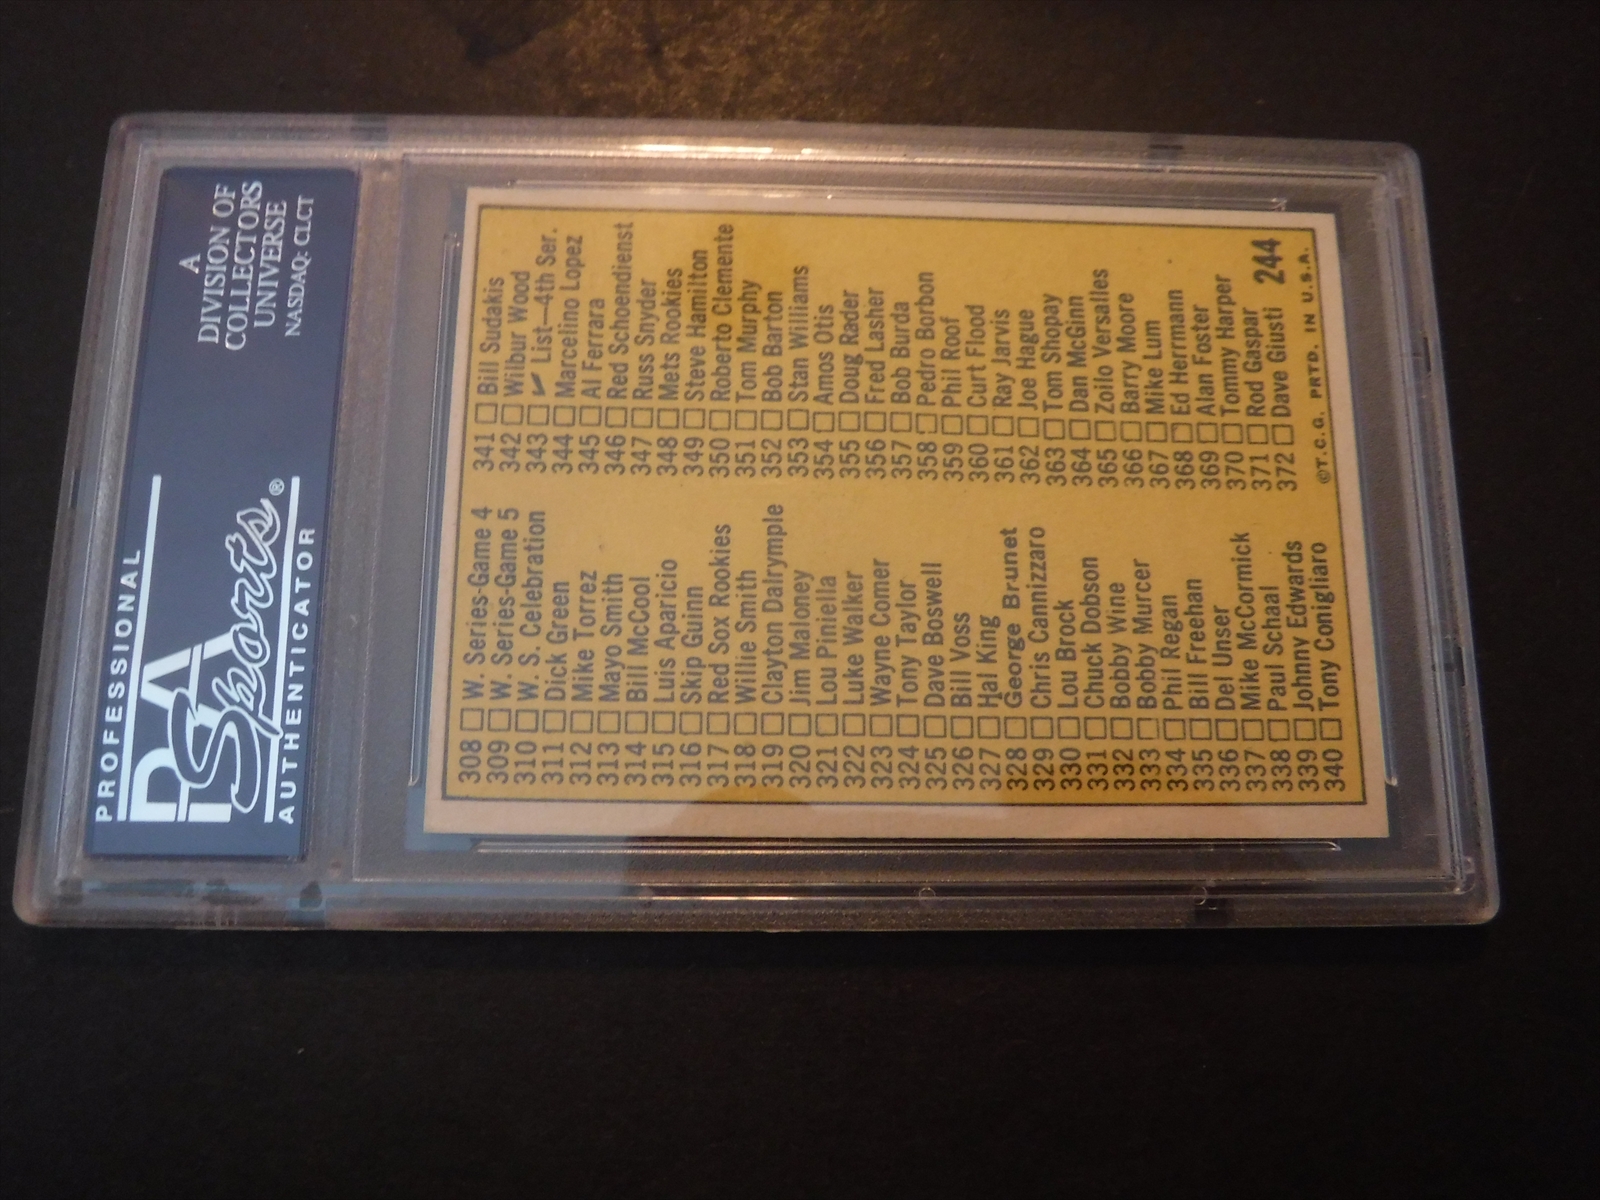 PROFESSIONAL
PSA
Sports®
AUTHENTICATOR
A
DIVISION OF
COLLECTORS
UNIVERSE
NASDAQ: CLCT
308 W. Series-Game 4
309 W. Series-Game 5
310 W. S. Celebration
311 Dick Green
312 Mike Torrez
313 Mayo Smith
314 Bill McCool
315 Luis Aparicio
316 Skip Guinn
317 Red Sox Rookies
318 Willie Smith
319 Clayton Dalrymple
320 Jim Maloney
321 Lou Piniella
322 Luke Walker
323 Wayne Comer
324 Tony Taylor
325 Dave Boswell
326 Bill Voss
327 Hal King
328 George Brunet
329 Chris Cannizzaro
330 Lou Brock
331 Chuck Dobson
332 Bobby Wine
333 Bobby Murcer
334 Phil Regan
335 Bill Freehan
336 Del Unser
337 Mike McCormick
338 Paul Schaal
339 Johnny Edwards
340 Tony Conigliaro
341 Bill Sudakis
342 Wilbur Wood
343 ✓ List—4th Ser.
344 Marcelino Lopez
345 Al Ferrara
346 Red Schoendienst
347 Russ Snyder
348 Mets Rookies
349 Steve Hamilton
350 Roberto Clemente
351 Tom Murphy
352 Bob Barton
353 Stan Williams
354 Amos Otis
355 Doug Rader
356 Fred Lasher
357 Bob Burda
358 Pedro Borbon
359 Phil Roof
360 Curt Flood
361 Ray Jarvis
362 Joe Hague
363 Tom Shopay
364 Dan McGinn
365 Zoilo Versalles
366 Barry Moore
367 Mike Lum
368 Ed Herrmann
369 Alan Foster
370 Tommy Harper
371 Rod Gaspar
372 Dave Giusti
244
©T.C.G. PRTD. IN U.S.A.